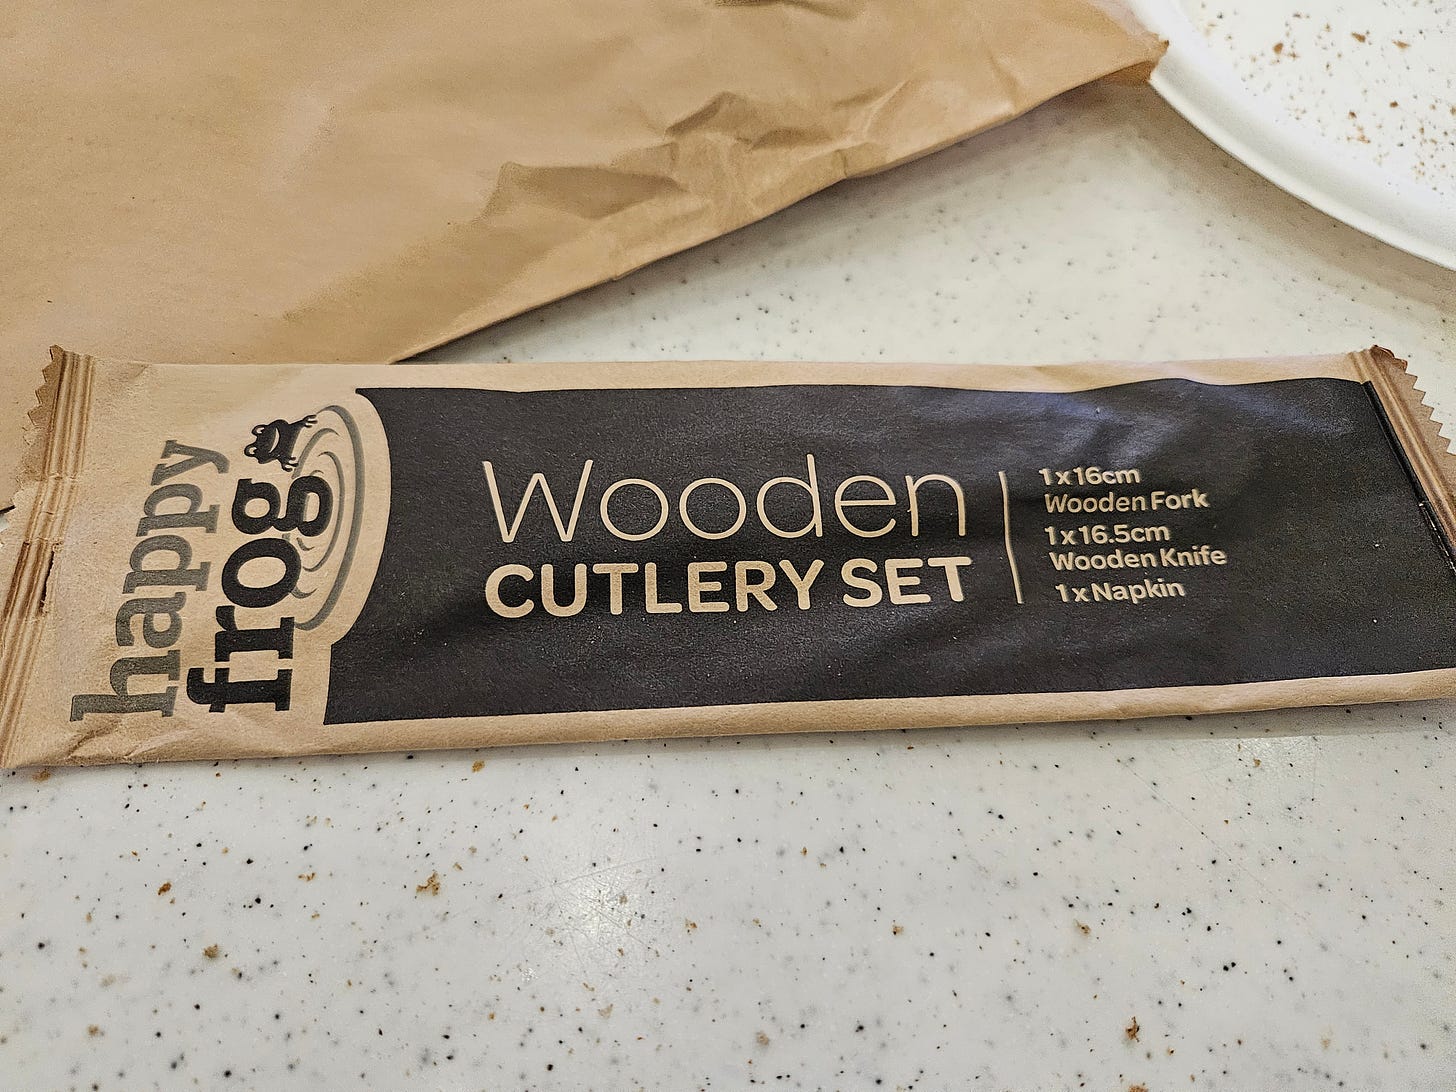 happy
frog
Wooden
CUTLERY SET
1 x 16cm
Wooden Fork
1 x 16.5cm
Wooden Knife
1 x Napkin